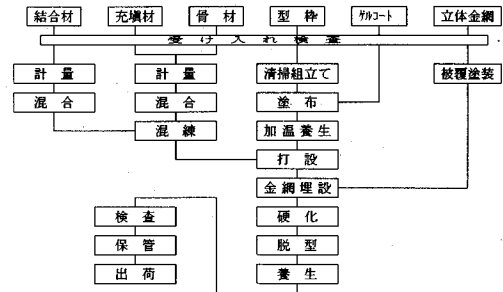 結合材 充填材 骨材 型枠 ゲルコート 立体金網
受け入れ検査
計量 計量 清掃組立て 被覆塗装
混合 混合 塗布
混練 加温養生
打設
金網埋設
検査 硬化
保管 脱型
出荷 養生